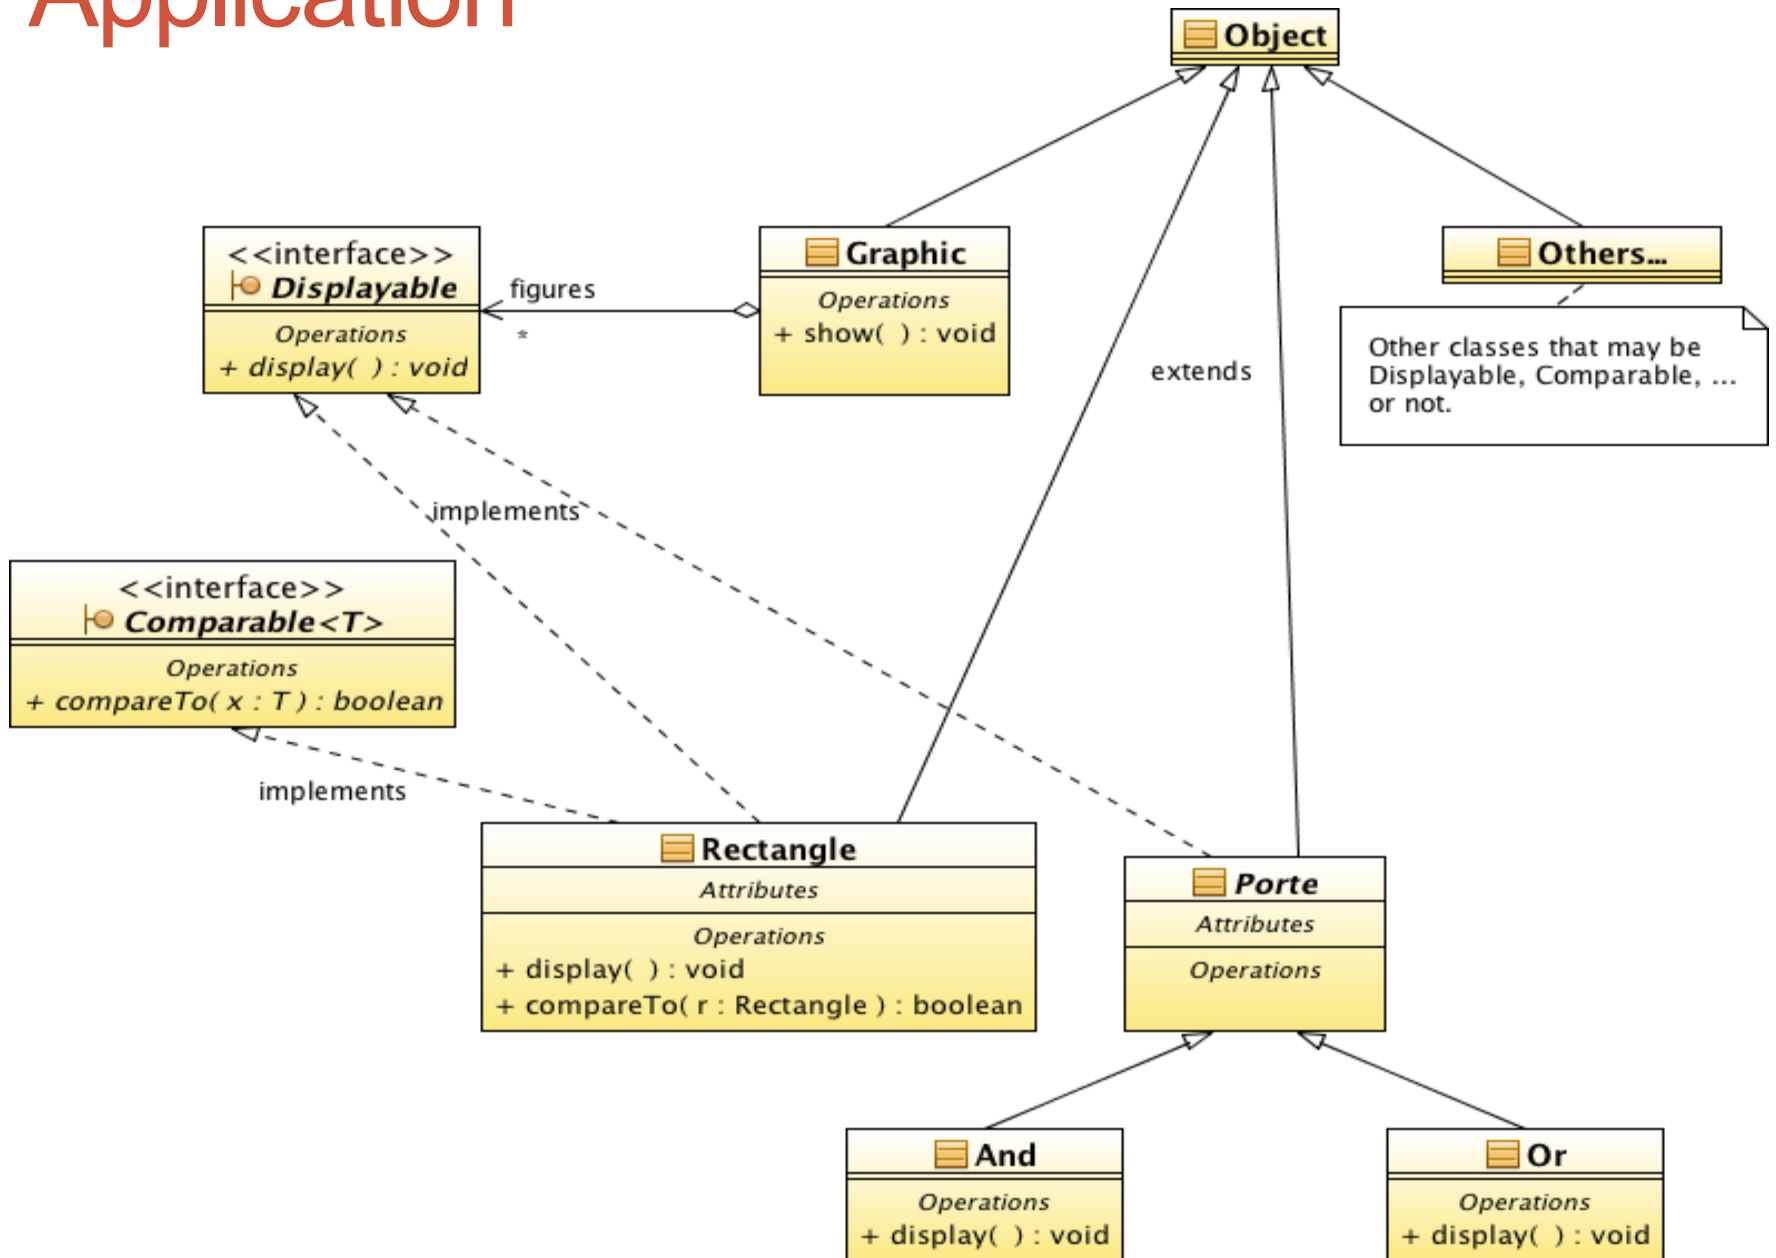 Application
Object
<<interface>>
Displayable
Operations
+ display( ) : void
figures
*
Graphic
Operations
+ show( ) : void
extends
Others...
Other classes that may be
Displayable, Comparable, ...
or not.
implements
<<interface>>
Comparable<T>
Operations
+ compareTo( x : T ) : boolean
implements
Rectangle
Attributes
Operations
+ display( ) : void
+ compareTo( r : Rectangle ) : boolean
Porte
Attributes
Operations
And
Operations
+ display( ) : void
Or
Operations
+ display( ) : void